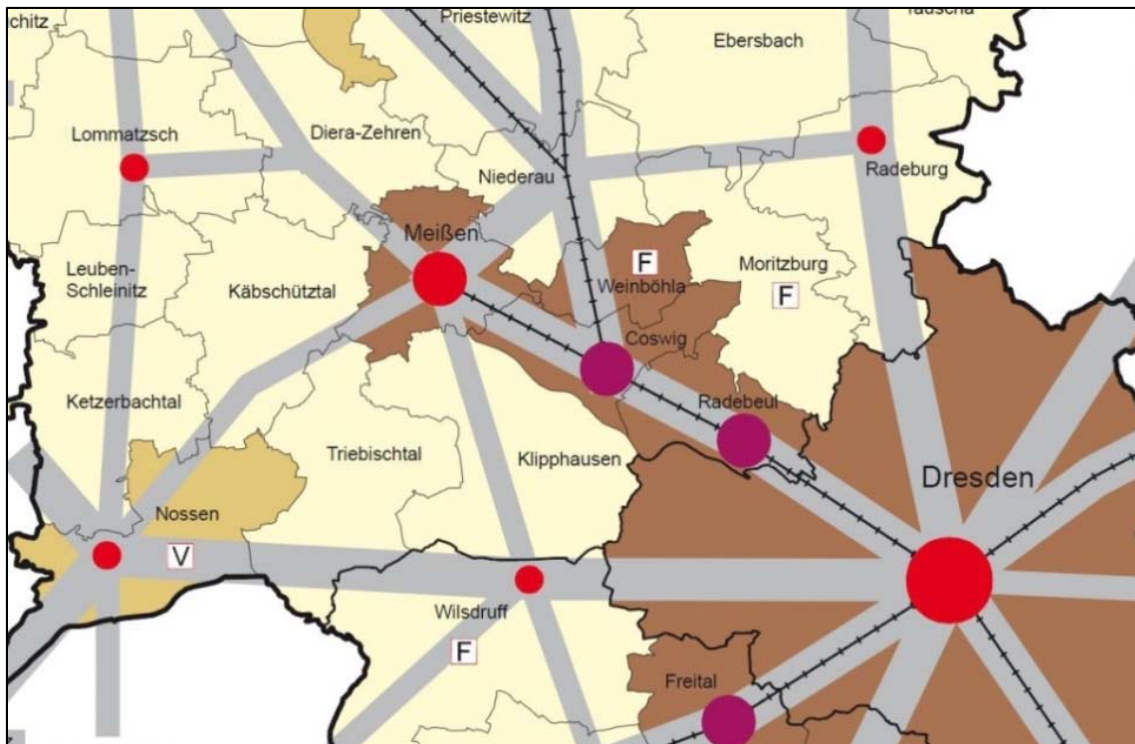 Priestewitz
Ebersbach
Lommatzsch
Diera-Zehren
Niederau
Radeburg
Meißen
F
Weinböhla
Moritzburg
F
Leuben-
Schleinitz
Käbschütztal
Coswig
Ketzerbachtal
Radebeul
Triebischtal
Klipphausen
Dresden
Nossen
V
Wilsdruff
F
Freital